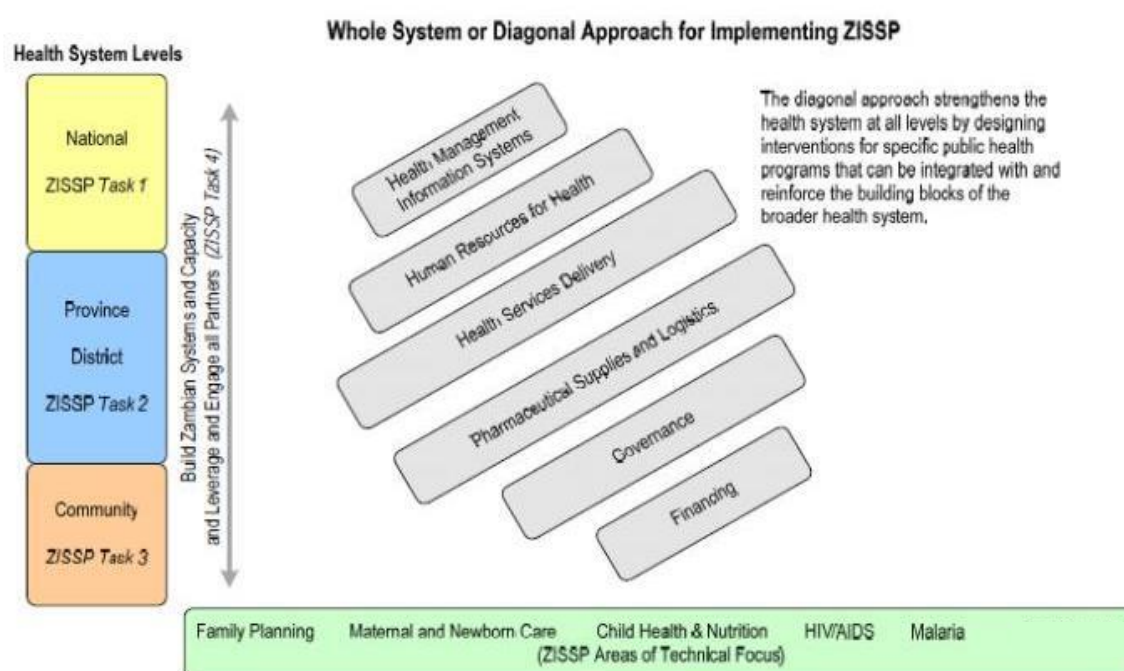 Whole System or Diagonal Approach for Implementing ZISSP
Health System Levels
National
ZISSP Task 1
Province
District
ZISSP Task 2
Community
ZISSP Task 3
Build Zambian Systems and Capacity
and Leverage and Engage all Partners (ZISSP Task 4)
Health Management
Information Systems
Human Resources for Health
Health Services Delivery
Pharmaceutical Supplies and Logistics
Governance
Financing
The diagonal approach strengthens the
health system at all levels by designing
interventions for specific public health
programs that can be integrated with and
reinforce the building blocks of the
broader health system.
Family Planning Maternal and Newborn Care Child Health & Nutrition HIV/AIDS Malaria
(ZISSP Areas of Technical Focus)